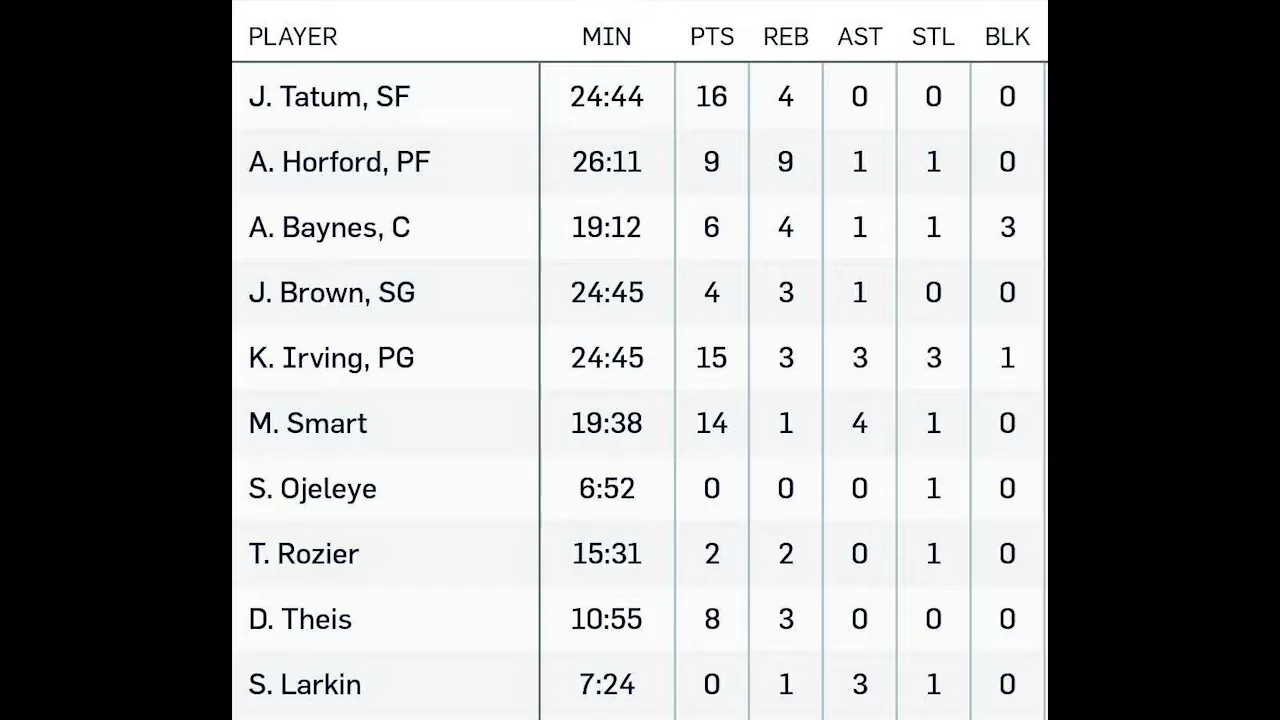 PLAYER MIN PTS REB AST STL BLK
J. Tatum, SF 24:44 16 4 0 0 0
A. Horford, PF 26:11 9 9 1 1 0
A. Baynes, C 19:12 6 4 1 1 3
J. Brown, SG 24:45 4 3 1 0 0
K. Irving, PG 24:45 15 3 3 3 1
M. Smart 19:38 14 1 4 1 0
S. Ojeleye 6:52 0 0 0 1 0
T. Rozier 15:31 2 2 0 1 0
D. Theis 10:55 8 3 0 0 0
S. Larkin 7:24 0 1 3 1 0